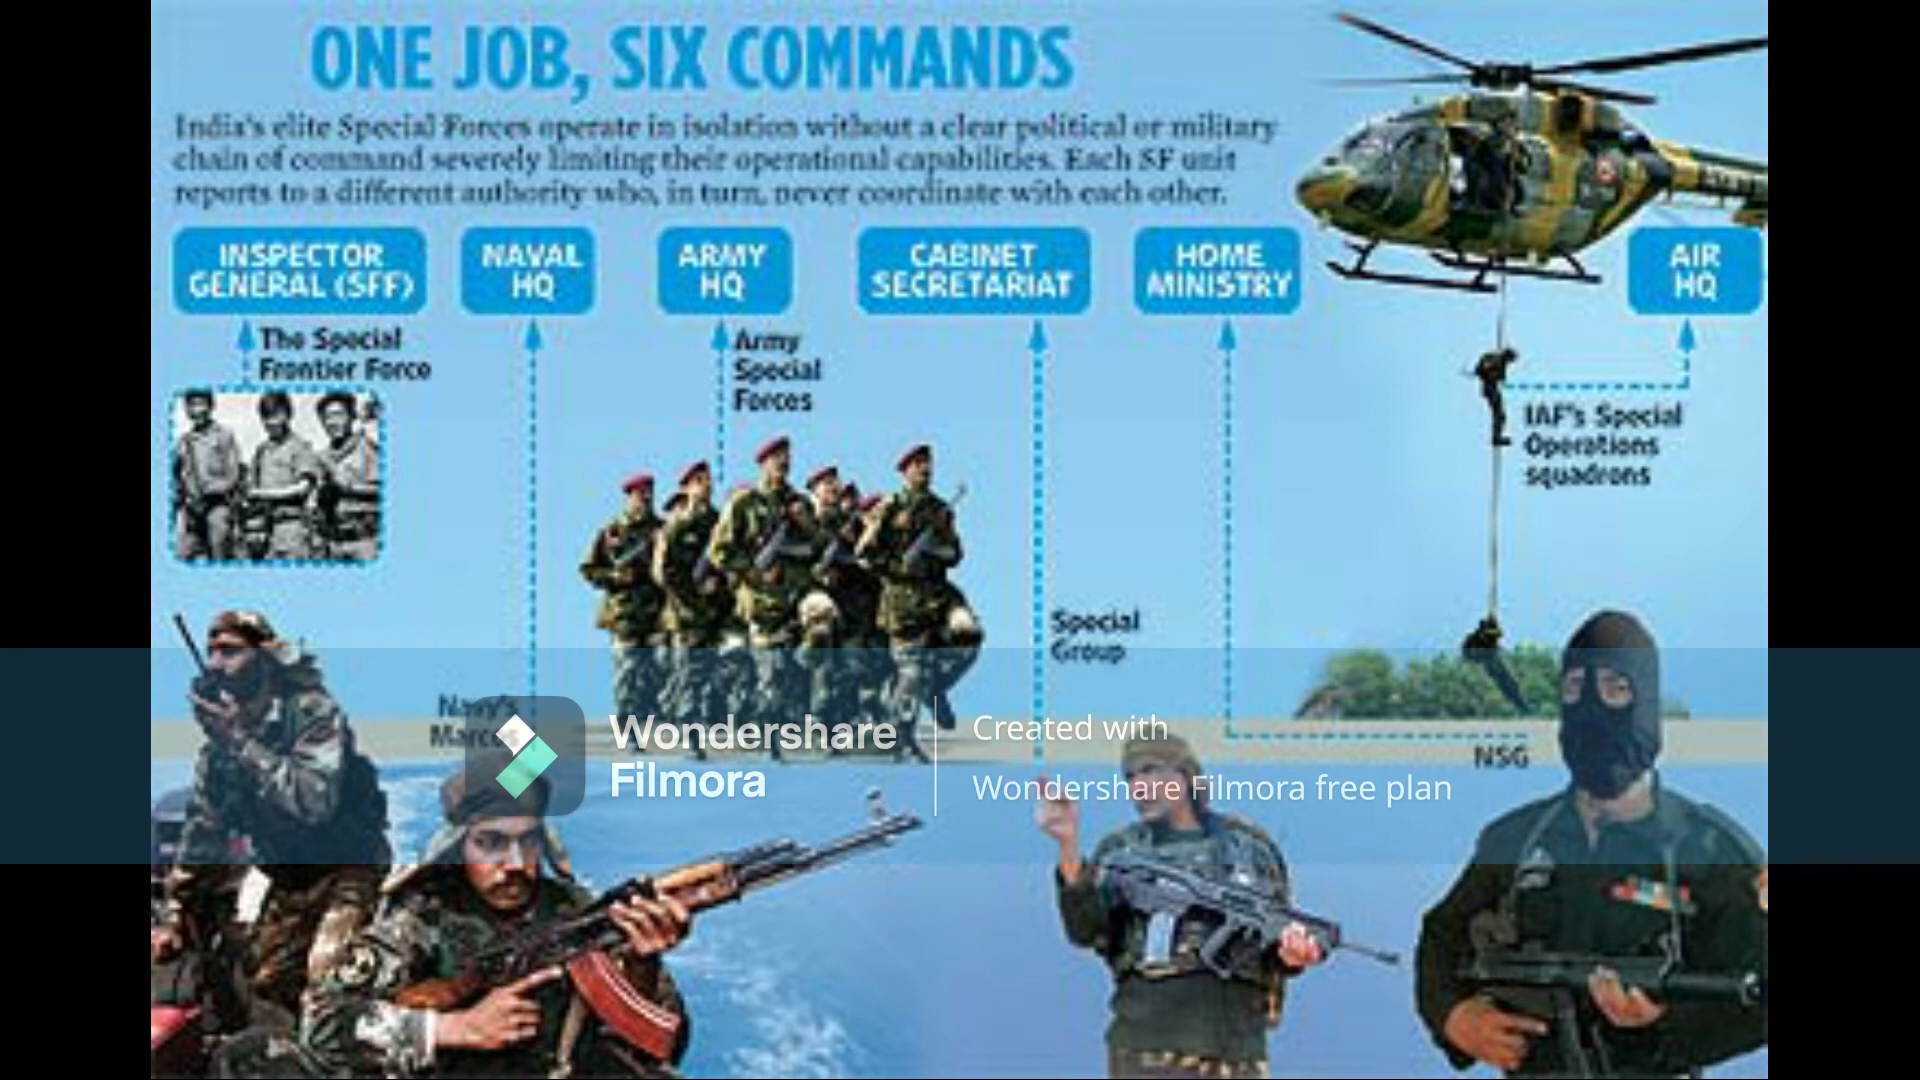 ONE JOB, SIX COMMANDS
India's elite Special Forces operate in isolation without a clear political or military
chain of command severely limiting their operational capabilities. Each SF unit
reports to a different authority who, in turn, never coordinate with each other.
INSPECTOR
GENERAL (SFF)
NAVAL
HQ
ARMY
HQ
CABINET
SECRETARIAT
HOME
MINISTRY
AIR
HQ
The Special
Frontier Force
Army
Special
Forces
IAF's Special
Operations
squadrons
Special
Group
Navy's
NSG
Wondershare
Filmora
Created with
Wondershare Filmora free plan